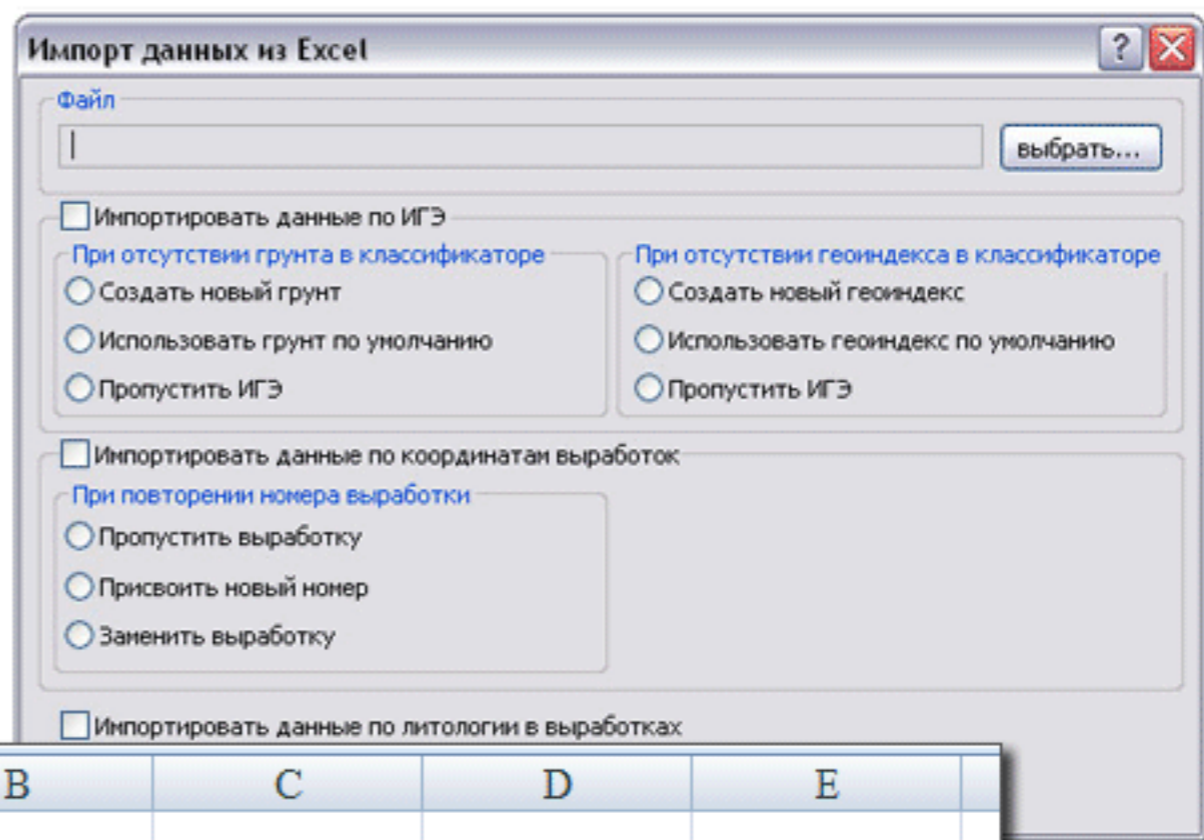 Импорт данных из Excel
?
Файл
выбрать...
Импортировать данные по ИГЭ
При отсутствии грунта в классификаторе
Создать новый грунт
Использовать грунт по умолчанию
Пропустить ИГЭ
При отсутствии геоиндекса в классификаторе
Создать новый геоиндекс
Использовать геоиндекс по умолчанию
Пропустить ИГЭ
Импортировать данные по координатам выработок
При повторении номера выработки
Пропустить выработку
Присвоить новый номер
Заменить выработку
Импортировать данные по литологии в выработках
B C D E